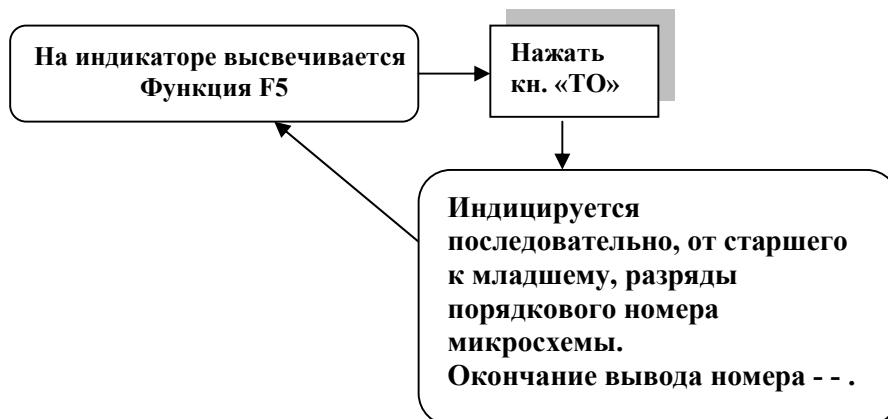 На индикаторе высвечивается
Функция F5
Нажать
кн. «ТО»
Индицируется
последовательно, от старшего
к младшему, разряды
порядкового номера
микросхемы.
Окончание вывода номера - - .